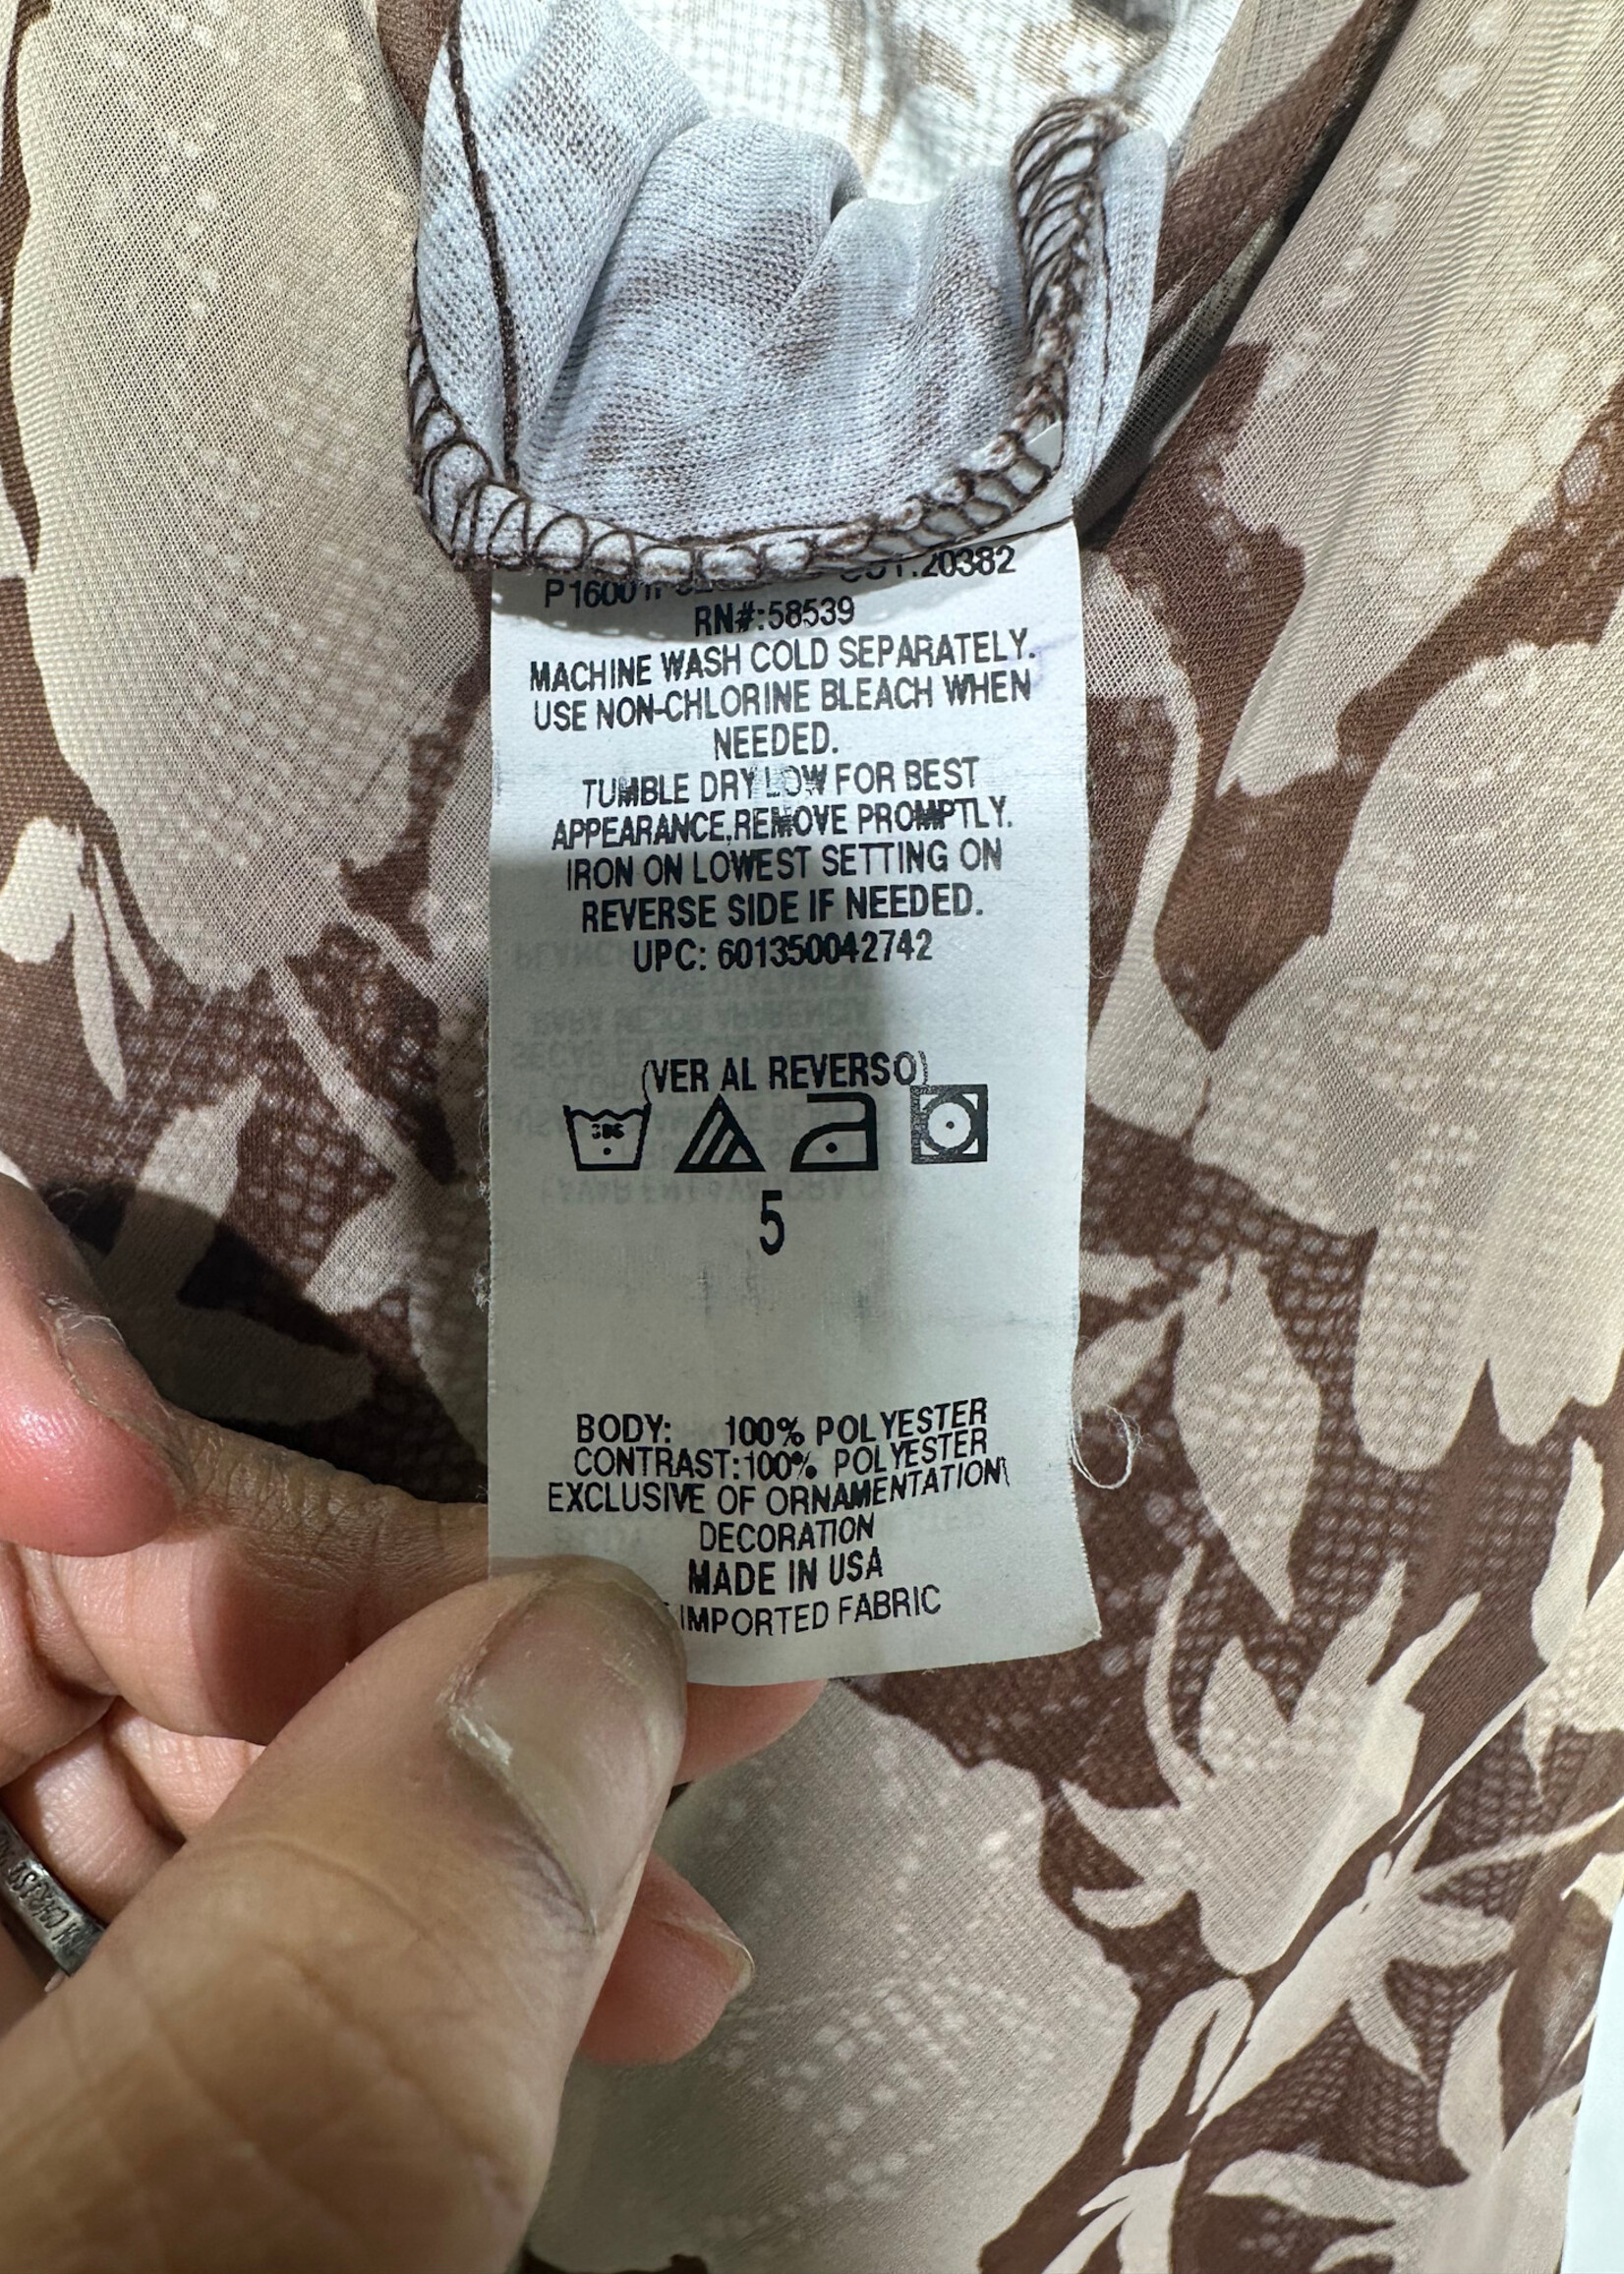 20382
RN#:58539
MACHINE WASH COLD SEPARATELY.
USE NON-CHLORINE BLEACH WHEN
NEEDED.
TUMBLE DRY LOW FOR BEST
APPEARANCE,REMOVE PROMPTLY.
IRON ON LOWEST SETTING ON
REVERSE SIDE IF NEEDED.
UPC: 601350042742
(VER AL REVERSO)
5
BODY: 100% POLYESTER
CONTRAST:100% POLYESTER
EXCLUSIVE OF ORNAMENTATION
DECORATION
MADE IN USA
IMPORTED FABRIC